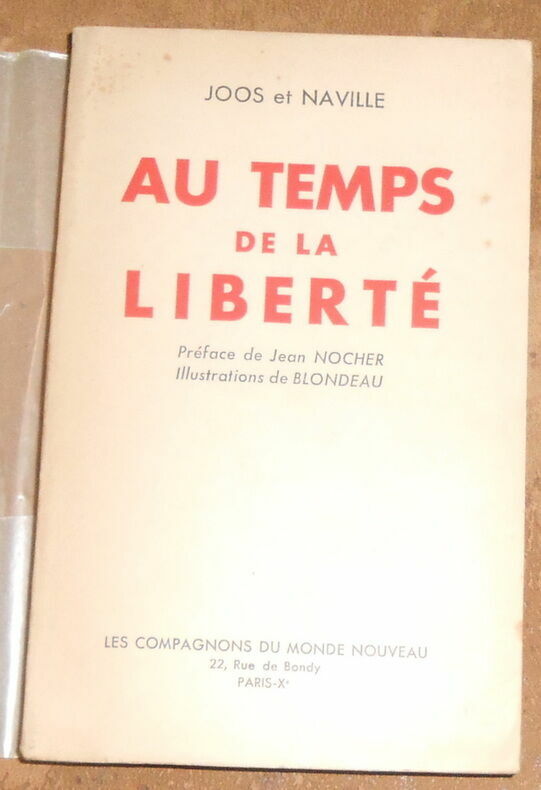 JOOS et NAVILLE
AU TEMPS
DE LA
LIBERTÉ
Préface de Jean NOCHER
Illustrations de BLONDEAU
LES COMPAGNONS DU MONDE NOUVEAU
22, Rue de Bondy
PARIS-Xᵉ